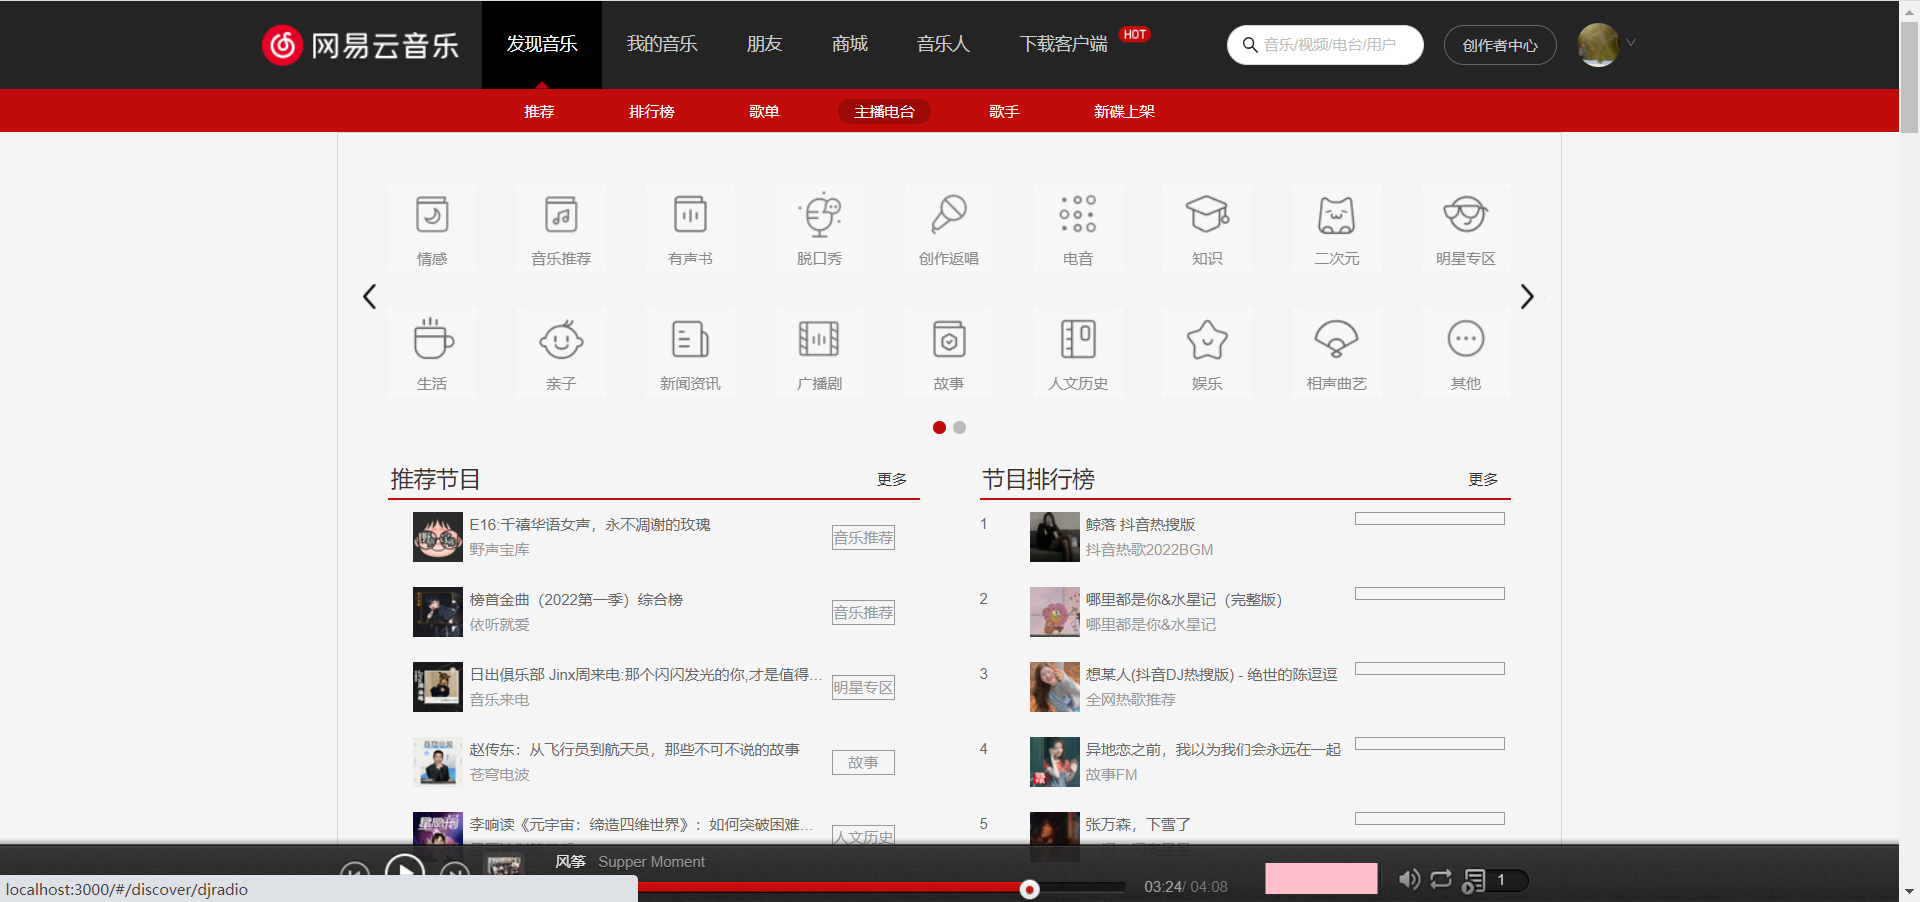 网易云音乐
发现音乐 我的音乐 朋友 商城 音乐人 下载客户端 HOT 音乐/视频/电台/用户 创作者中心
推荐 排行榜 歌单 主播电台 歌手 新碟上架
情感 音乐推荐 有声书 脱口秀 创作返唱 电音 知识 二次元 明星专区
生活 亲子 新闻资讯 广播剧 故事 人文历史 娱乐 相声曲艺 其他
推荐节目 更多
E16:千禧华语女声，永不凋谢的玫瑰 音乐推荐
野声宝库
榜首金曲（2022第一季）综合榜 音乐推荐
依听就爱
日出俱乐部 Jinx周来电:那个闪闪发光的你,才是值得... 明星专区
音乐来电
赵传东：从飞行员到航天员，那些不可不说的故事 故事
苍穹电波
李响读《元宇宙：缔造四维世界》：如何突破困难... 人文历史
节目排行榜 更多
1 鲸落 抖音热搜版
抖音热歌2022BGM
2 哪里都是你&水星记（完整版）
哪里都是你&水星记
3 想某人(抖音DJ热搜版) - 绝世的陈逗逗
全网热歌推荐
4 异地恋之前，我以为我们会永远在一起
故事FM
5 张万森，下雪了
风筝 Supper Moment
03:24/ 04:08
1
localhost:3000/#/discover/djradio